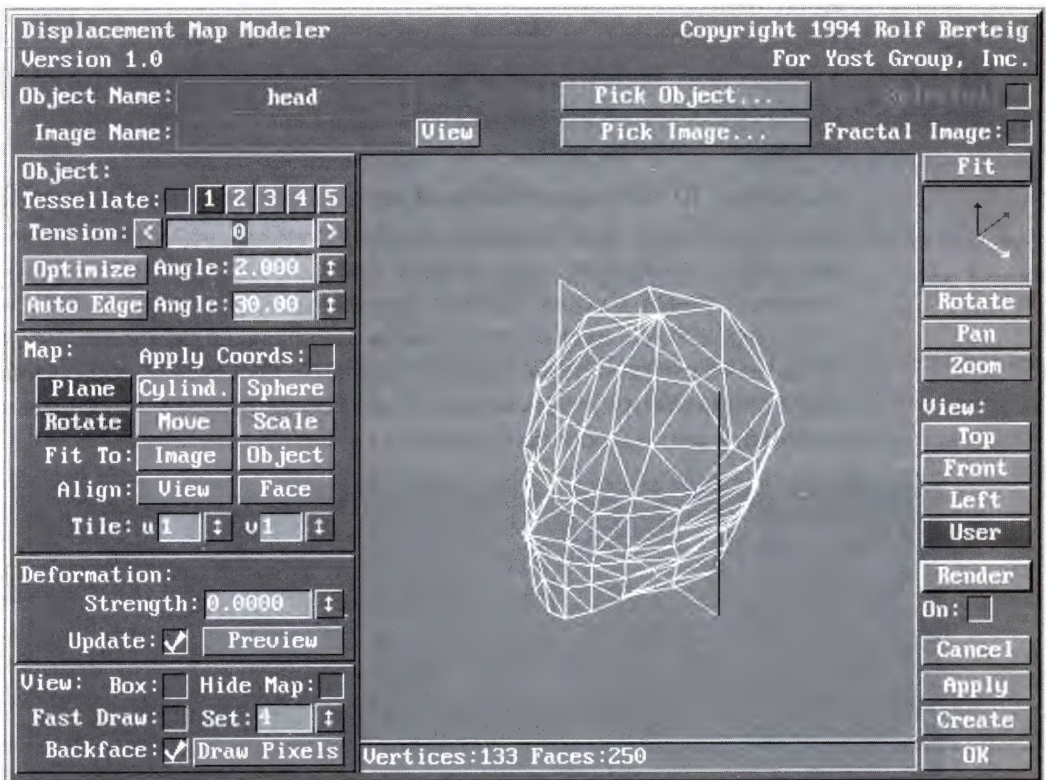 Displacement Map Modeler
Copyright 1994 Rolf Berteig
Version 1.0
For Yost Group, Inc.
Object Name: head Pick Object... Selected:
Image Name: View Pick Image... Fractal Image:
Object:
Tessellate: 1 2 3 4 5
Tension: < 0 >
Optimize Angle: 2.000
Auto Edge Angle: 30.00
Map: Apply Coords:
Plane Cylind. Sphere
Rotate Move Scale
Fit To: Image Object
Align: View Face
Tile: u 1 v 1
Deformation:
Strength: 0.0000
Update: Preview
View: Box: Hide Map:
Fast Draw: Set: 4
Backface: Draw Pixels
Vertices:133 Faces:250
Fit
Rotate
Pan
Zoom
View:
Top
Front
Left
User
Render
On:
Cancel
Apply
Create
OK